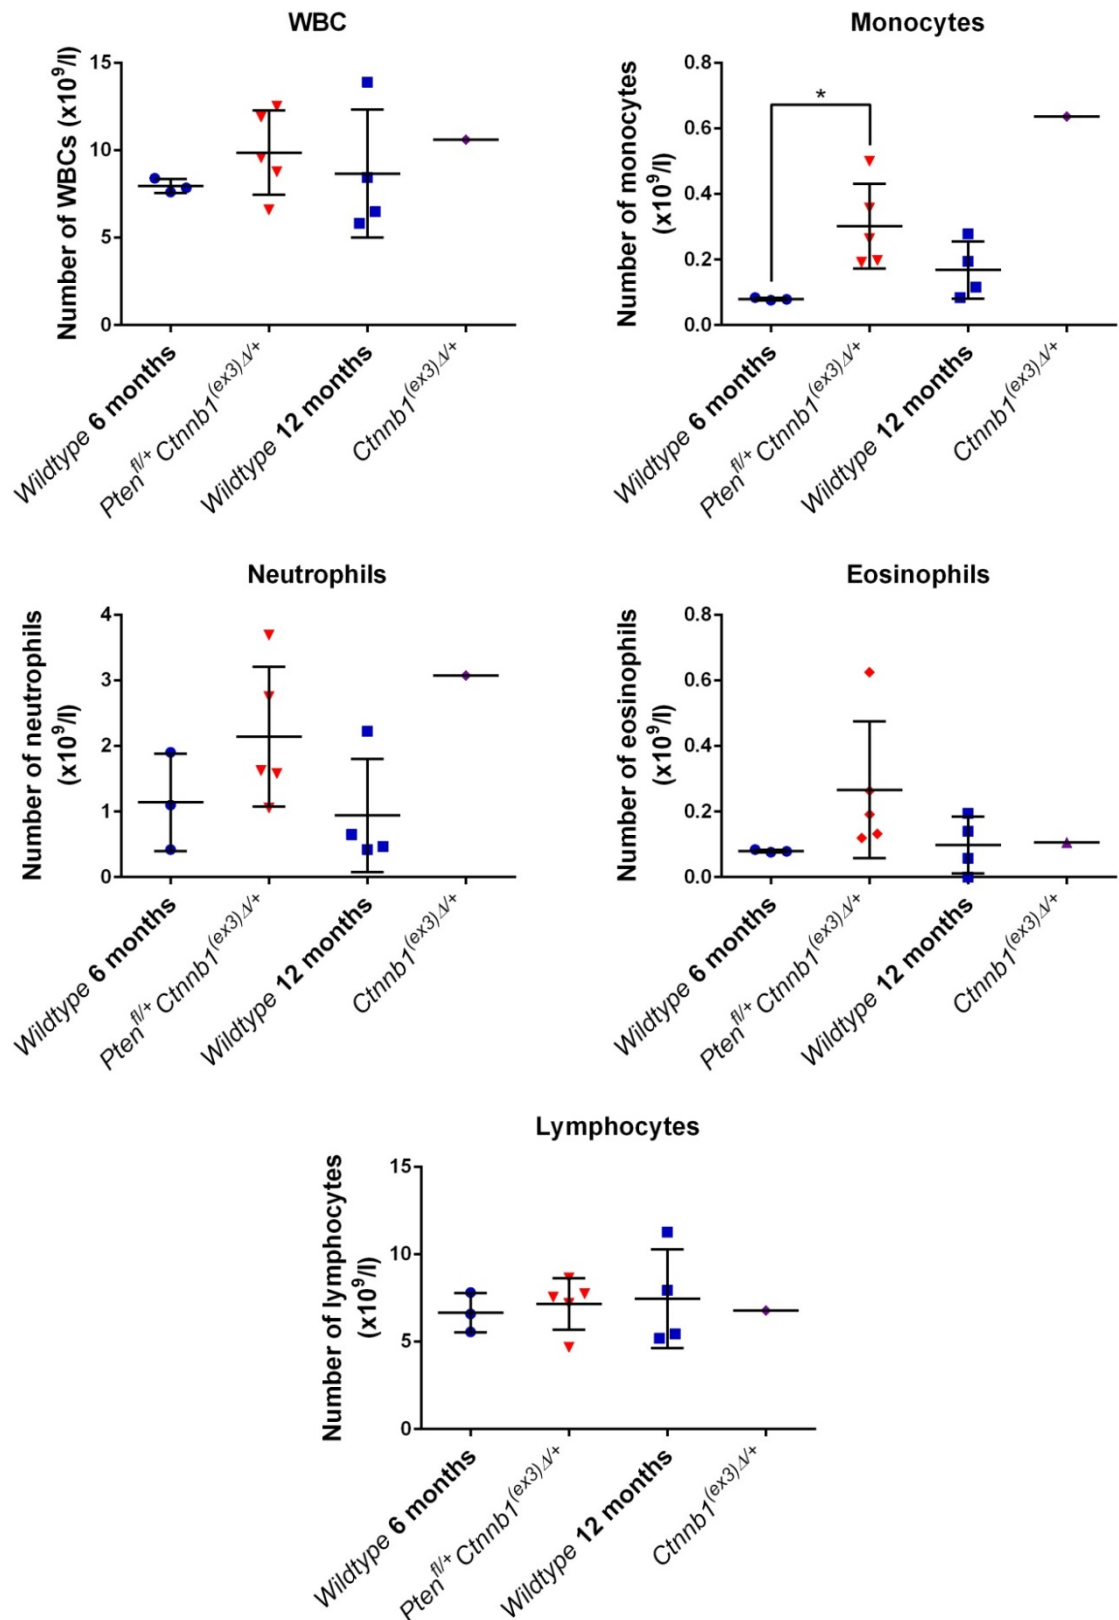 WBC
Number of WBCs (x10⁹/l)
15
10
5
0
Wildtype 6 months
Pten^fl/+ Ctnnb1^(ex3)Δ/+
Wildtype 12 months
Ctnnb1^(ex3)Δ/+
Monocytes
Number of monocytes
(x10⁹/l)
0.8
0.6
0.4
0.2
0.0
*
Wildtype 6 months
Pten^fl/+ Ctnnb1^(ex3)Δ/+
Wildtype 12 months
Ctnnb1^(ex3)Δ/+
Neutrophils
Number of neutrophils
(x10⁹/l)
4
3
2
1
0
Wildtype 6 months
Pten^fl/+ Ctnnb1^(ex3)Δ/+
Wildtype 12 months
Ctnnb1^(ex3)Δ/+
Eosinophils
Number of eosinophils
(x10⁹/l)
0.8
0.6
0.4
0.2
0.0
Wildtype 6 months
Pten^fl/+ Ctnnb1^(ex3)Δ/+
Wildtype 12 months
Ctnnb1^(ex3)Δ/+
Lymphocytes
Number of lymphocytes
(x10⁹/l)
15
10
5
0
Wildtype 6 months
Pten^fl/+ Ctnnb1^(ex3)Δ/+
Wildtype 12 months
Ctnnb1^(ex3)Δ/+